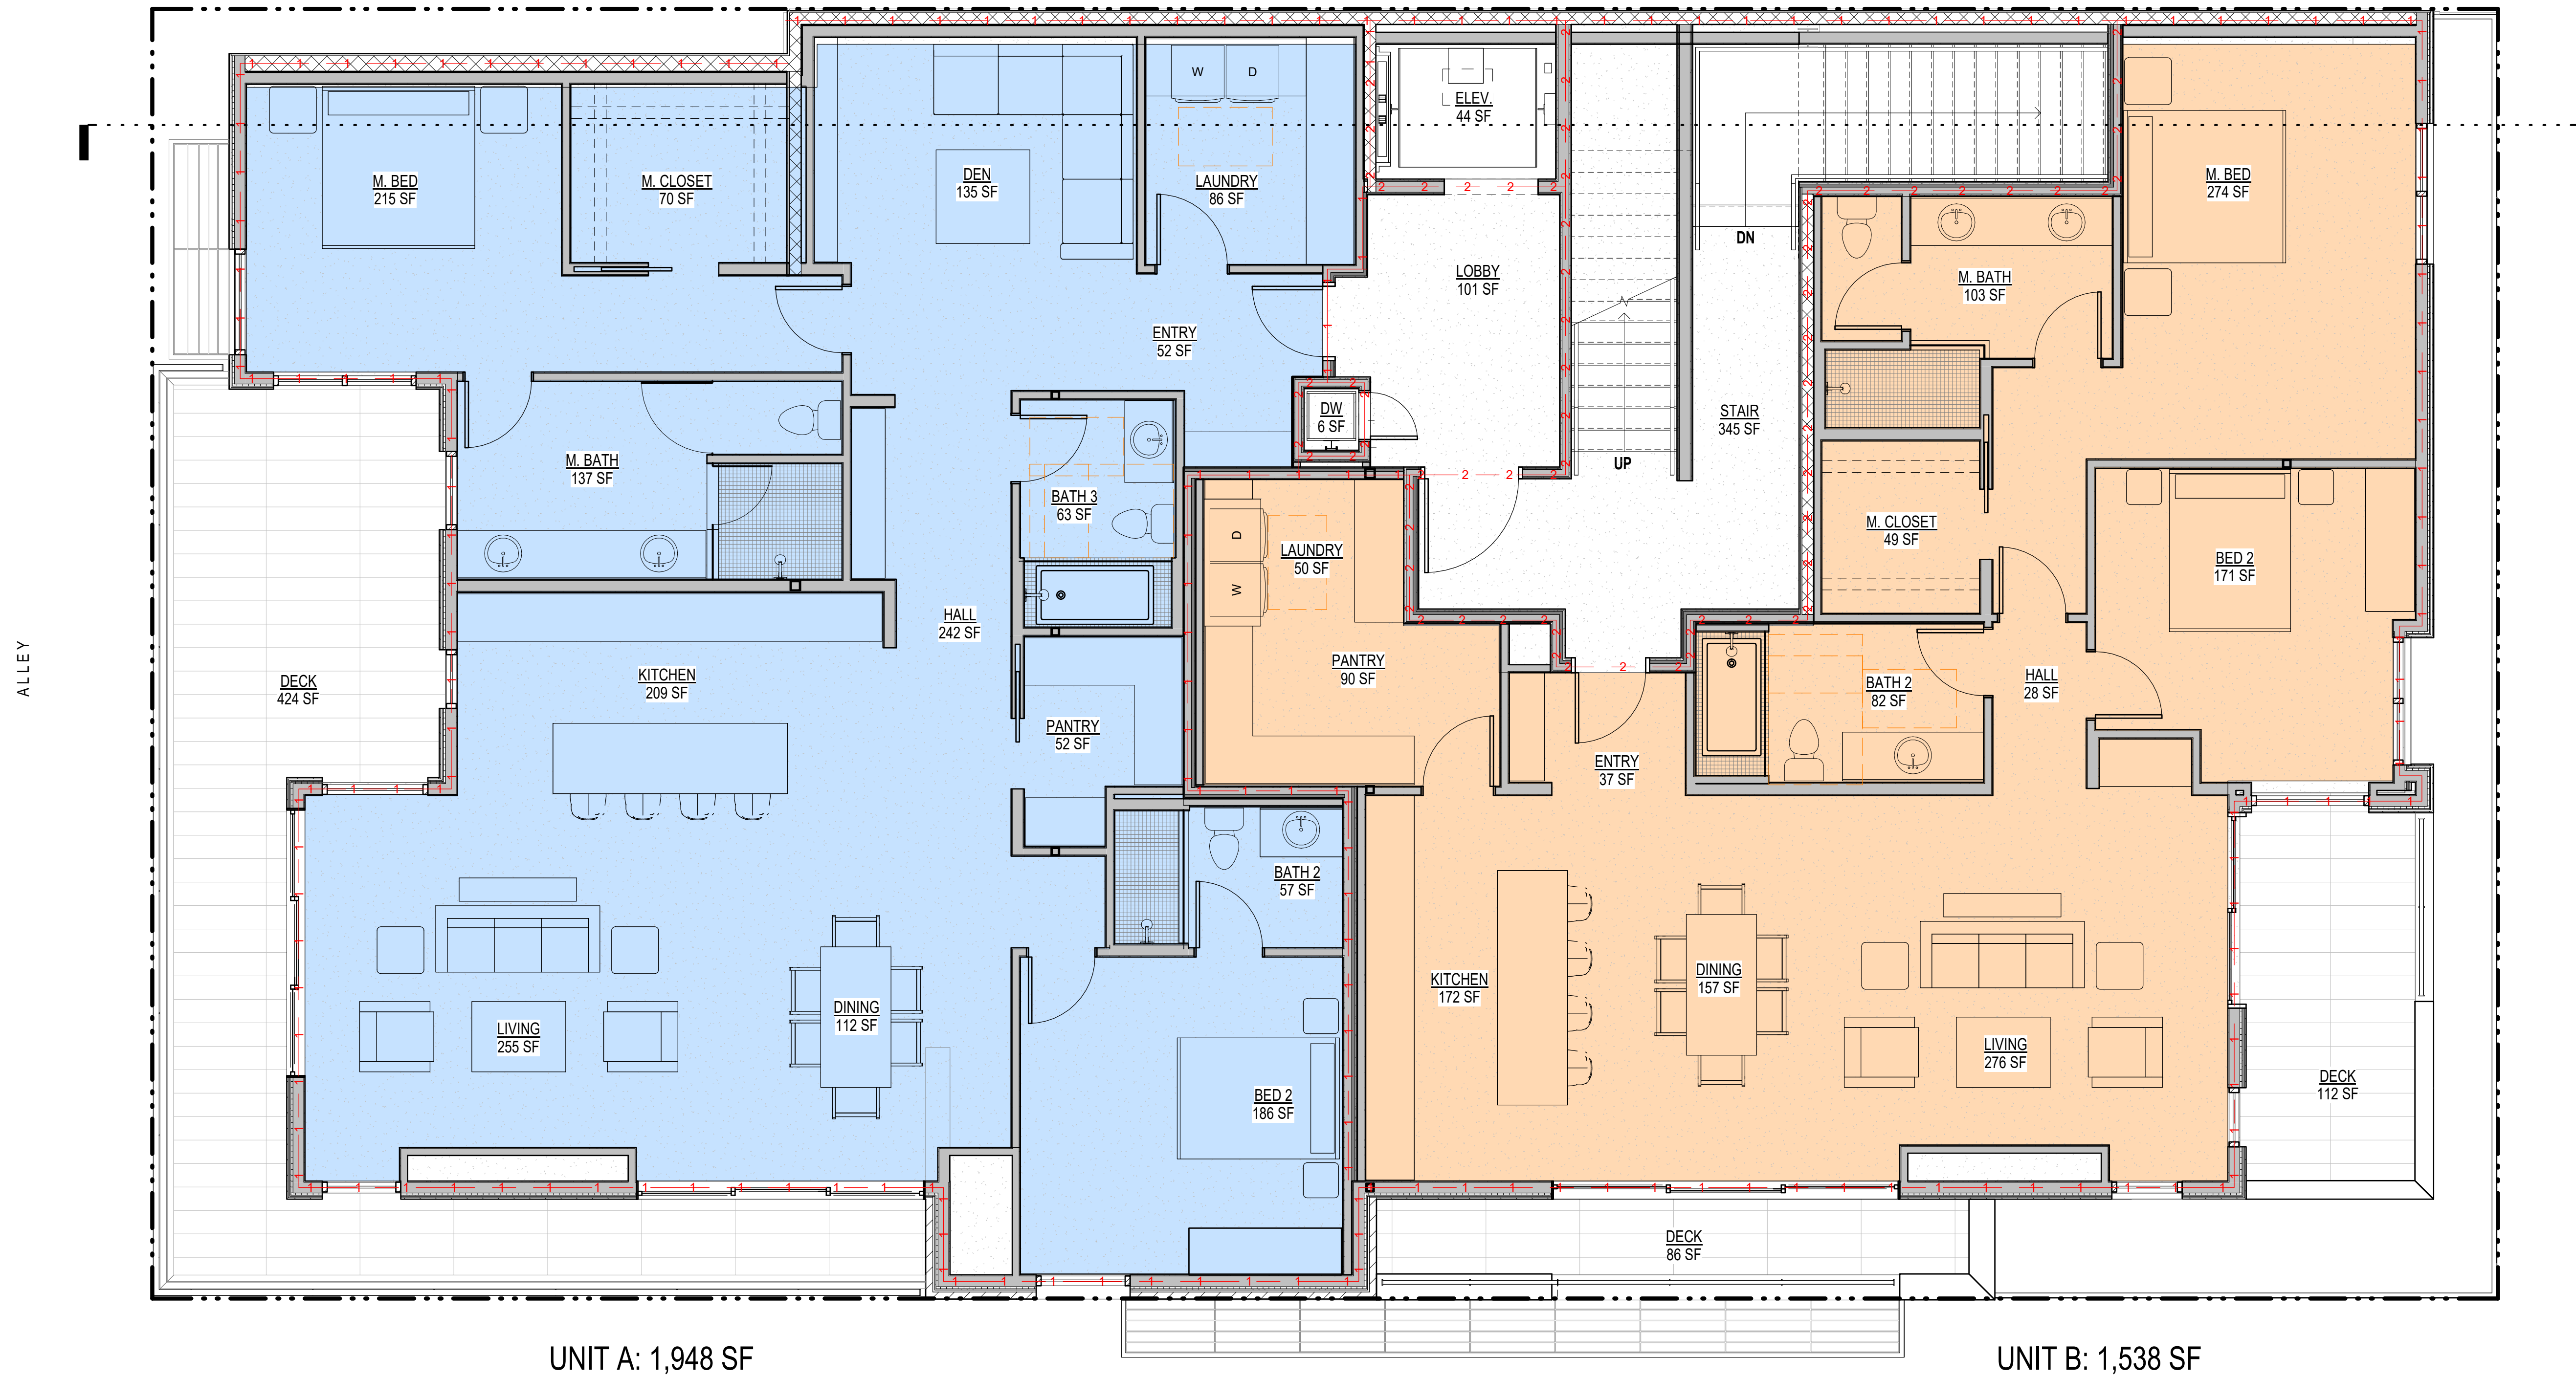 W
D
ELEV.
44 SF
M. BED
215 SF
M. CLOSET
70 SF
DEN
135 SF
LAUNDRY
86 SF
M. BED
274 SF
DN
LOBBY
101 SF
M. BATH
103 SF
ENTRY
52 SF
DW
6 SF
STAIR
345 SF
UP
M. BATH
137 SF
BATH 3
63 SF
D
W
LAUNDRY
50 SF
M. CLOSET
49 SF
BED 2
171 SF
HALL
242 SF
ALLEY
DECK
424 SF
KITCHEN
209 SF
PANTRY
90 SF
BATH 2
82 SF
HALL
28 SF
PANTRY
52 SF
ENTRY
37 SF
BATH 2
57 SF
KITCHEN
172 SF
DINING
157 SF
LIVING
255 SF
DINING
112 SF
LIVING
276 SF
BED 2
186 SF
DECK
112 SF
DECK
86 SF
UNIT A: 1,948 SF
UNIT B: 1,538 SF